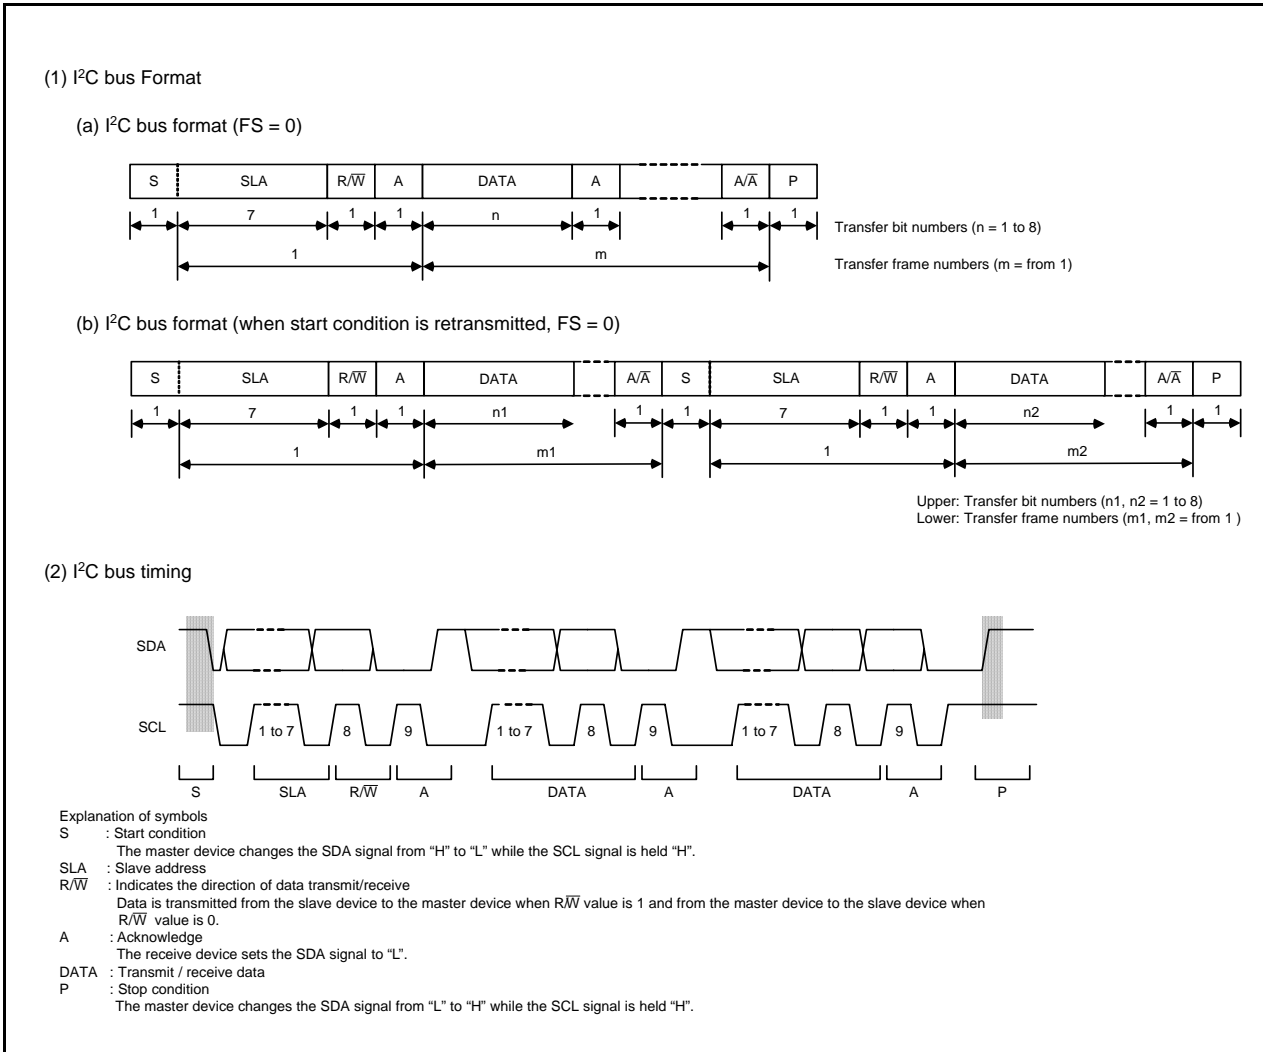 (1) I²C bus Format
(a) I²C bus format (FS = 0)
S SLA R/W̅ A DATA A A/A̅ P
1 7 1 1 n 1 1 1
Transfer bit numbers (n = 1 to 8)
1 m
Transfer frame numbers (m = from 1)
(b) I²C bus format (when start condition is retransmitted, FS = 0)
S SLA R/W̅ A DATA A/A̅ S SLA R/W̅ A DATA A/A̅ P
1 7 1 1 n1 1 1 7 1 1 n2 1 1
1 m1 1 m2
Upper: Transfer bit numbers (n1, n2 = 1 to 8)
Lower: Transfer frame numbers (m1, m2 = from 1 )
(2) I²C bus timing
SDA
SCL 1 to 7 8 9 1 to 7 8 9 1 to 7 8 9
S SLA R/W̅ A DATA A DATA A P
Explanation of symbols
S : Start condition
The master device changes the SDA signal from “H” to “L” while the SCL signal is held “H”.
SLA : Slave address
R/W̅ : Indicates the direction of data transmit/receive
Data is transmitted from the slave device to the master device when R/W̅ value is 1 and from the master device to the slave device when
R/W̅ value is 0.
A : Acknowledge
The receive device sets the SDA signal to “L”.
DATA : Transmit / receive data
P : Stop condition
The master device changes the SDA signal from “L” to “H” while the SCL signal is held “H”.